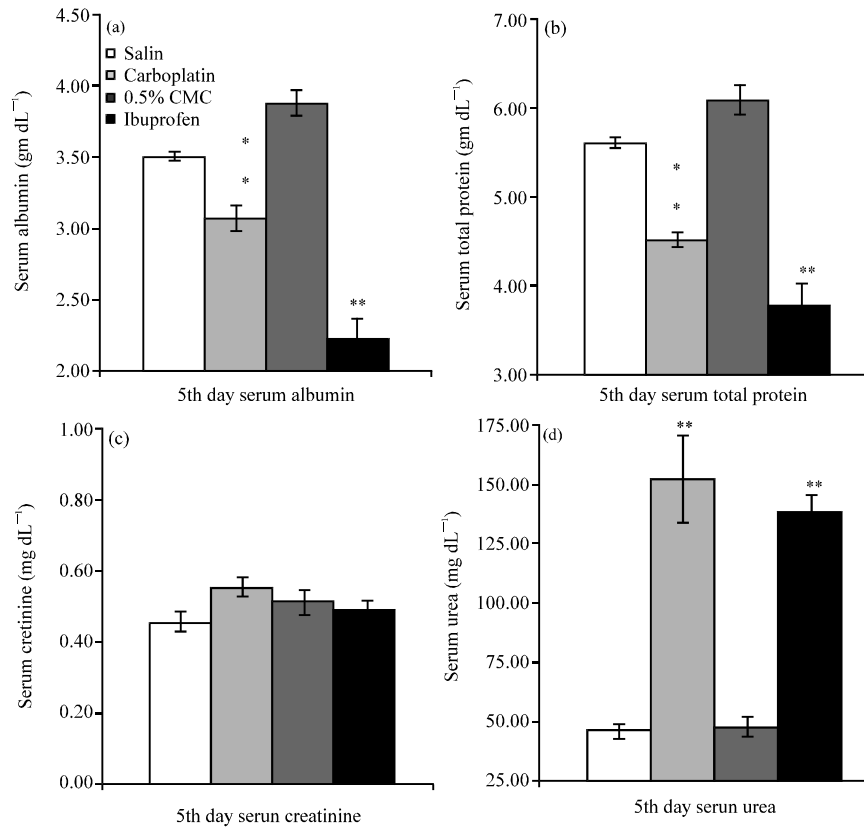 (a)
Salin
Carboplatin
0.5% CMC
Ibuprofen
4.50
4.00
3.50
3.00
2.50
2.00
Serum albumin (gm dL⁻¹)
*
*
**
5th day serum albumin
(b)
7.00
6.00
5.00
4.00
3.00
Serum total protein (gm dL⁻¹)
*
*
**
5th day serum total protein
(c)
1.00
0.80
0.60
0.40
0.20
0.00
Serum cretinine (mg dL⁻¹)
5th day serun creatinine
(d)
175.00
150.00
125.00
100.00
75.00
50.00
25.00
Serum urea (mg dL⁻¹)
**
**
5th day serun urea